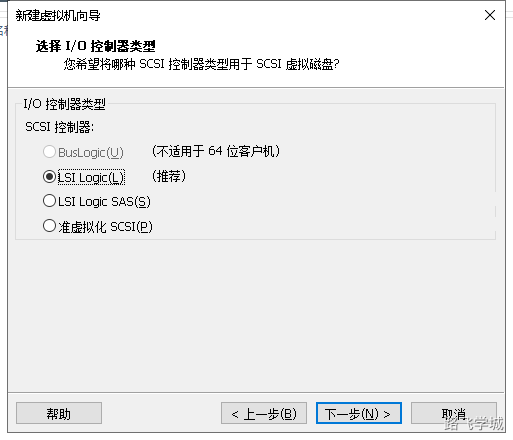 新建虚拟机向导
选择 I/O 控制器类型
您希望将哪种 SCSI 控制器类型用于 SCSI 虚拟磁盘?
I/O 控制器类型
SCSI 控制器:
BusLogic(U) (不适用于 64 位客户机)
LSI Logic(L) (推荐)
LSI Logic SAS(S)
准虚拟化 SCSI(P)
帮助 < 上一步(B) 下一步(N) > 取消
路飞学城